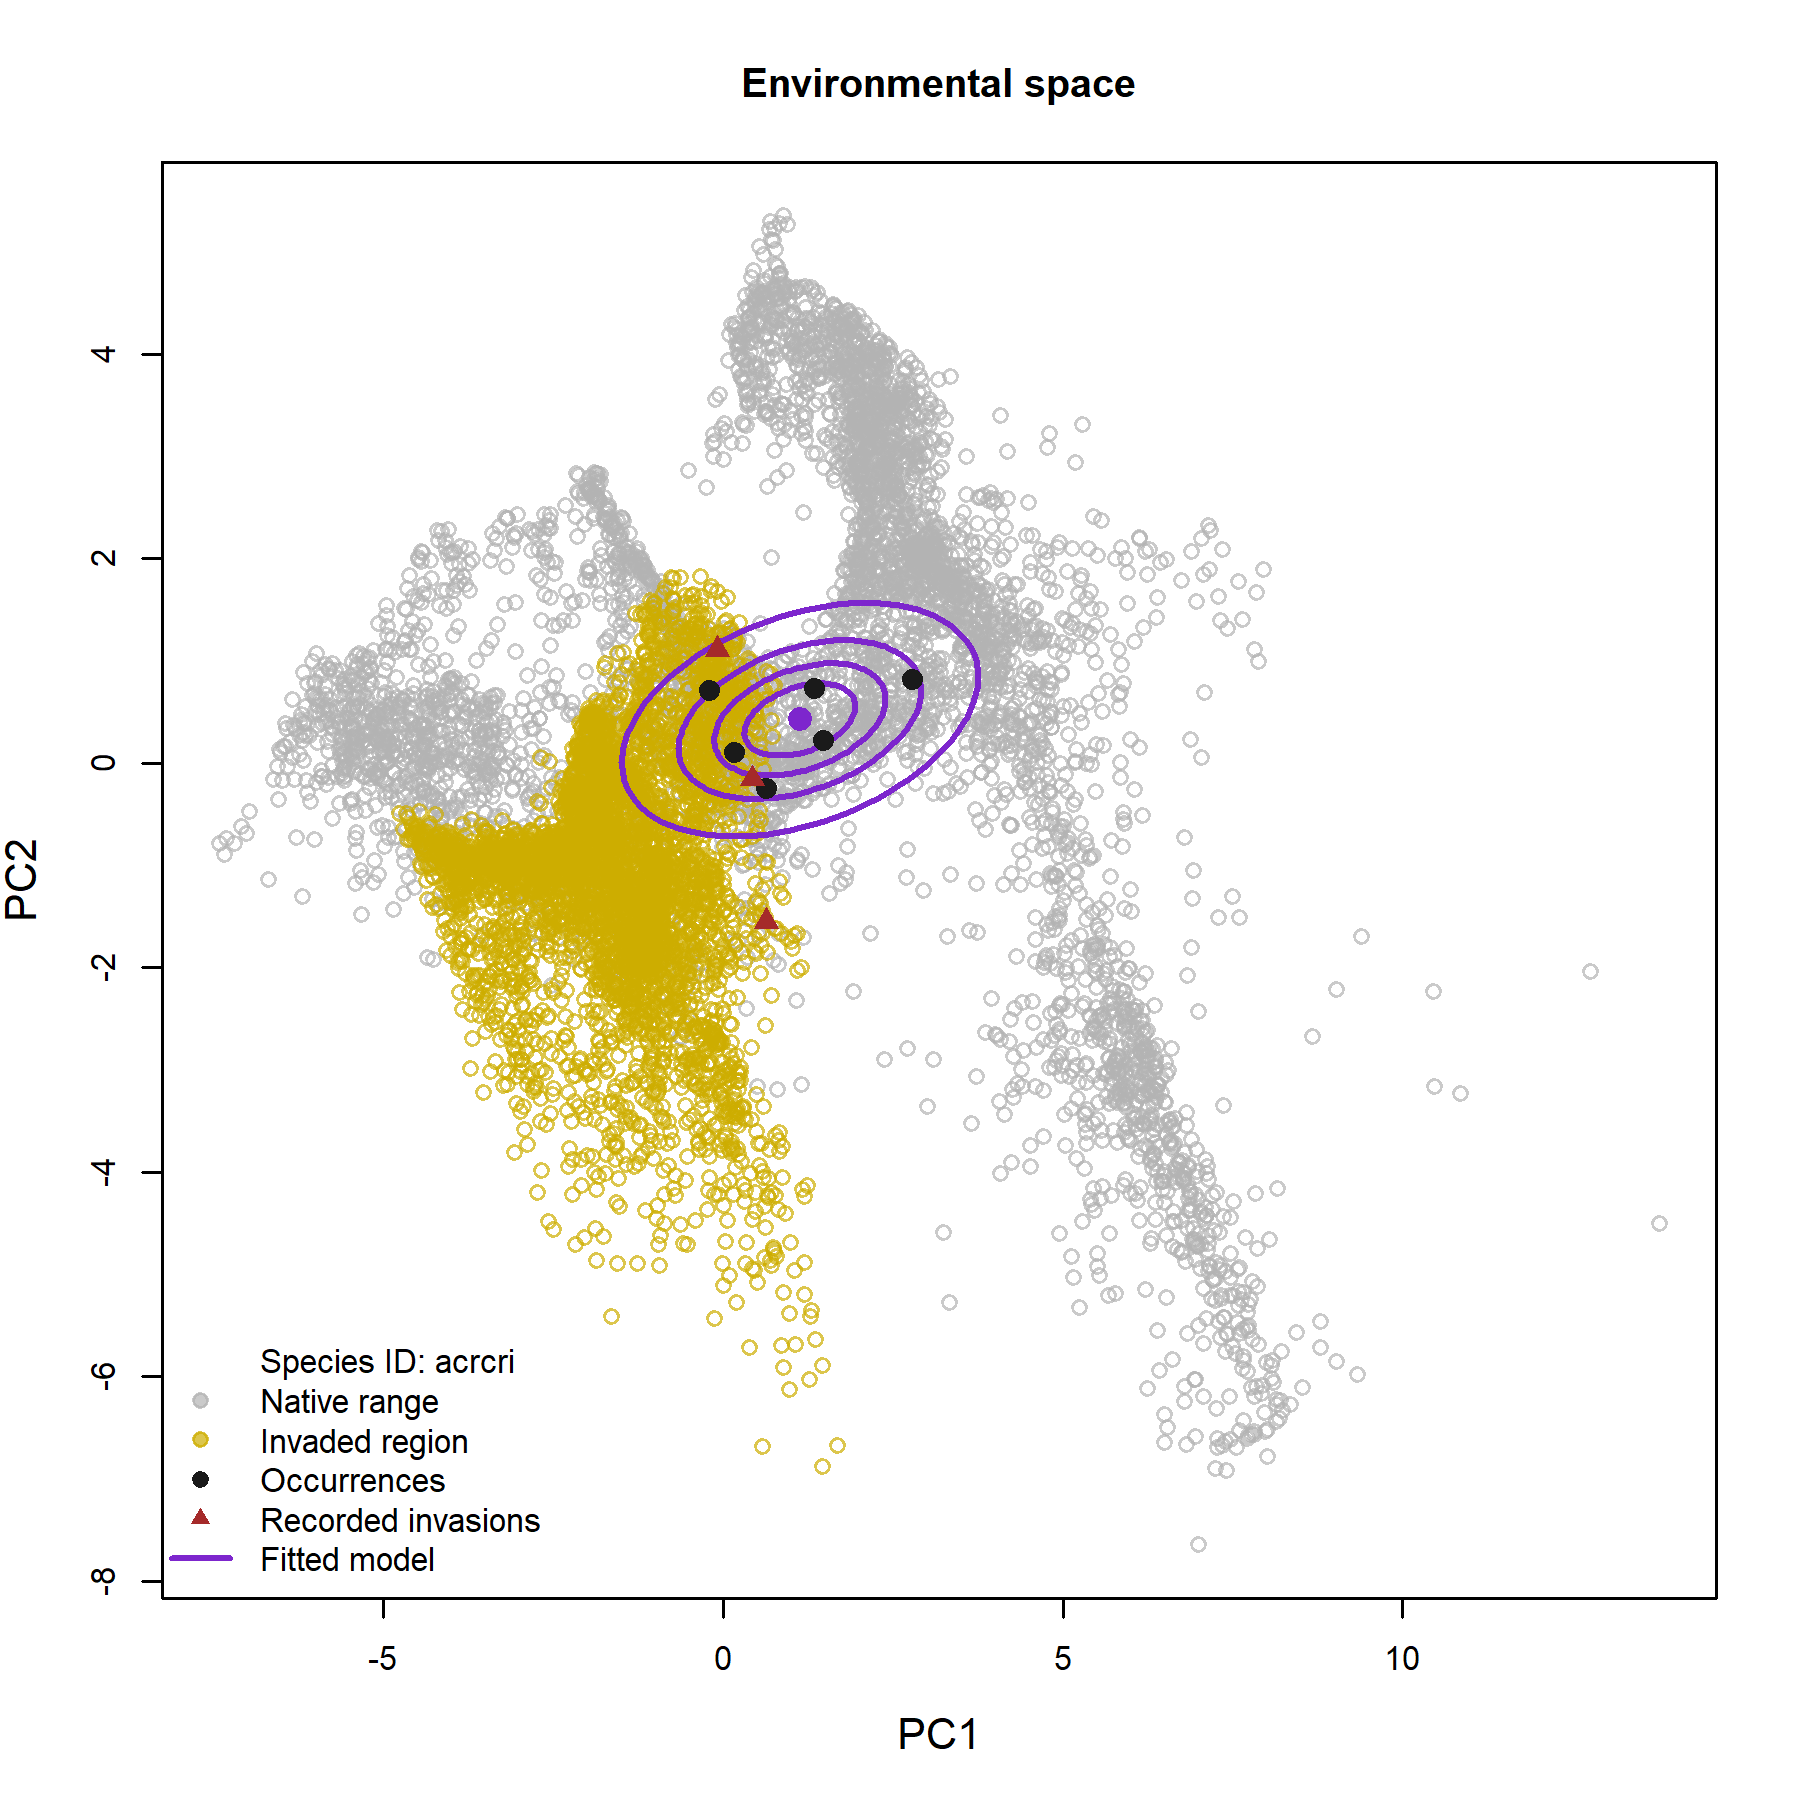 Environmental space
PC2
4
2
0
-2
-4
-6
-8
Species ID: acrcri
Native range
Invaded region
Occurrences
Recorded invasions
Fitted model
-5
0
5
10
PC1